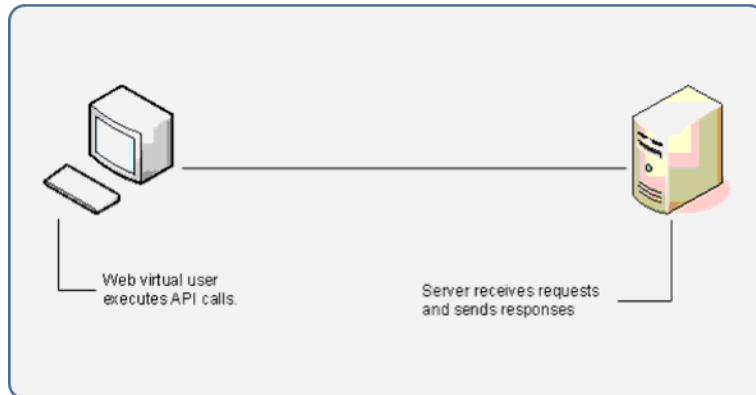 Web virtual user
executes API calls.
Server receives requests
and sends responses